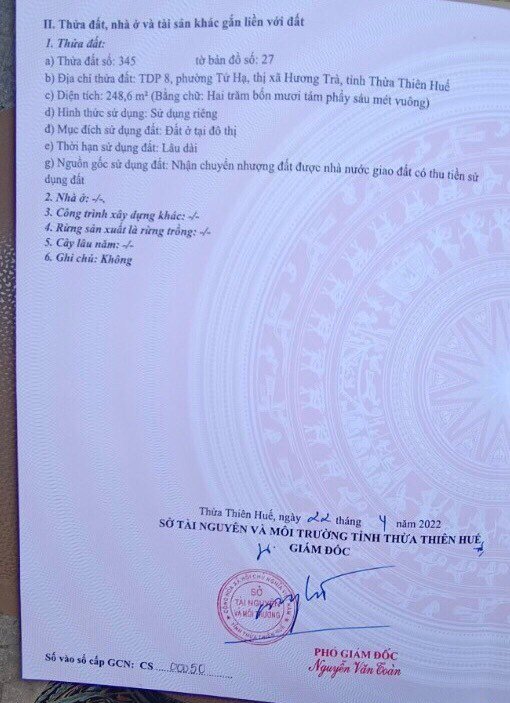 II. Thửa đất, nhà ở và tài sản khác gắn liền với đất
1. Thửa đất:
a) Thửa đất số: 345 tờ bản đồ số: 27
b) Địa chỉ thửa đất: TDP 8, phường Tứ Hạ, thị xã Hương Trà, tỉnh Thừa Thiên Huế
c) Diện tích: 248,6 m² (Bằng chữ: Hai trăm bốn mươi tám phẩy sáu mét vuông)
d) Hình thức sử dụng: Sử dụng riêng
đ) Mục đích sử dụng đất: Đất ở tại đô thị
e) Thời hạn sử dụng đất: Lâu dài
g) Nguồn gốc sử dụng đất: Nhận chuyển nhượng đất được nhà nước giao đất có thu tiền sử
dụng đất
2. Nhà ở: -/-
3. Công trình xây dựng khác: -/-
4. Rừng sản xuất là rừng trồng: -/-
5. Cây lâu năm: -/-
6. Ghi chú: Không
Thừa Thiên Huế, ngày 22 tháng 4 năm 2022
SỞ TÀI NGUYÊN VÀ MÔI TRƯỜNG TỈNH THỪA THIÊN HUẾ
GIÁM ĐỐC
SỞ
TÀI NGUYÊN
VÀ MÔI TRƯỜNG
PHÓ GIÁM ĐỐC
Nguyễn Văn Toàn
Số vào sổ cấp GCN: CS 00050